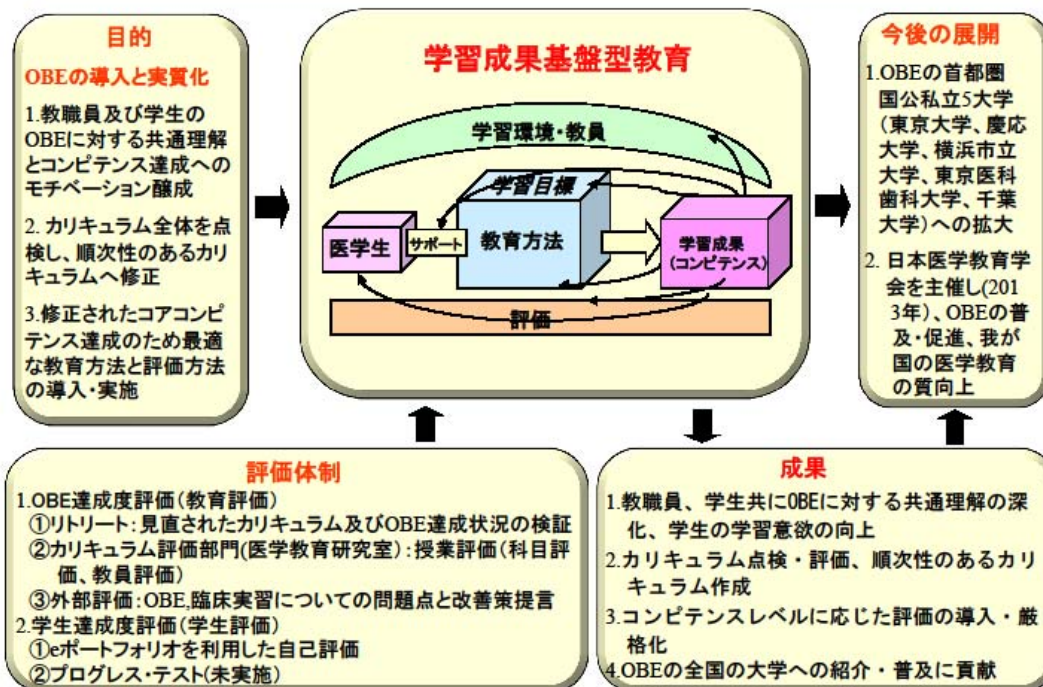 目的
OBEの導入と実質化
1.教職員及び学生の
OBEに対する共通理解
とコンピテンス達成への
モチベーション醸成
2. カリキュラム全体を点
検し、順次性のあるカリ
キュラムへ修正
3.修正されたコアコンピ
テンス達成のため最適
な教育方法と評価方法
の導入・実施
学習成果基盤型教育
学習環境・教員
学習目標
医学生
サポート
教育方法
学習成果
(コンピテンス)
評価
今後の展開
1.OBEの首都圏
国公私立5大学
(東京大学、慶応
大学、横浜市立
大学、東京医科
歯科大学、千葉
大学)への拡大
2. 日本医学教育学
会を主催し(201
3年)、OBEの普
及・促進、我が
国の医学教育
の質向上
評価体制
1.OBE達成度評価(教育評価)
①リトリート:見直されたカリキュラム及びOBE達成状況の検証
②カリキュラム評価部門(医学教育研究室):授業評価(科目評
価、教員評価)
③外部評価:OBE,臨床実習についての問題点と改善策提言
2.学生達成度評価(学生評価)
①eポートフォリオを利用した自己評価
②プログレス・テスト(未実施)
成果
1.教職員、学生共にOBEに対する共通理解の深
化、学生の学習意欲の向上
2.カリキュラム点検・評価、順次性のあるカリ
キュラム作成
3.コンピテンスレベルに応じた評価の導入・厳
格化
4.OBEの全国の大学への紹介・普及に貢献